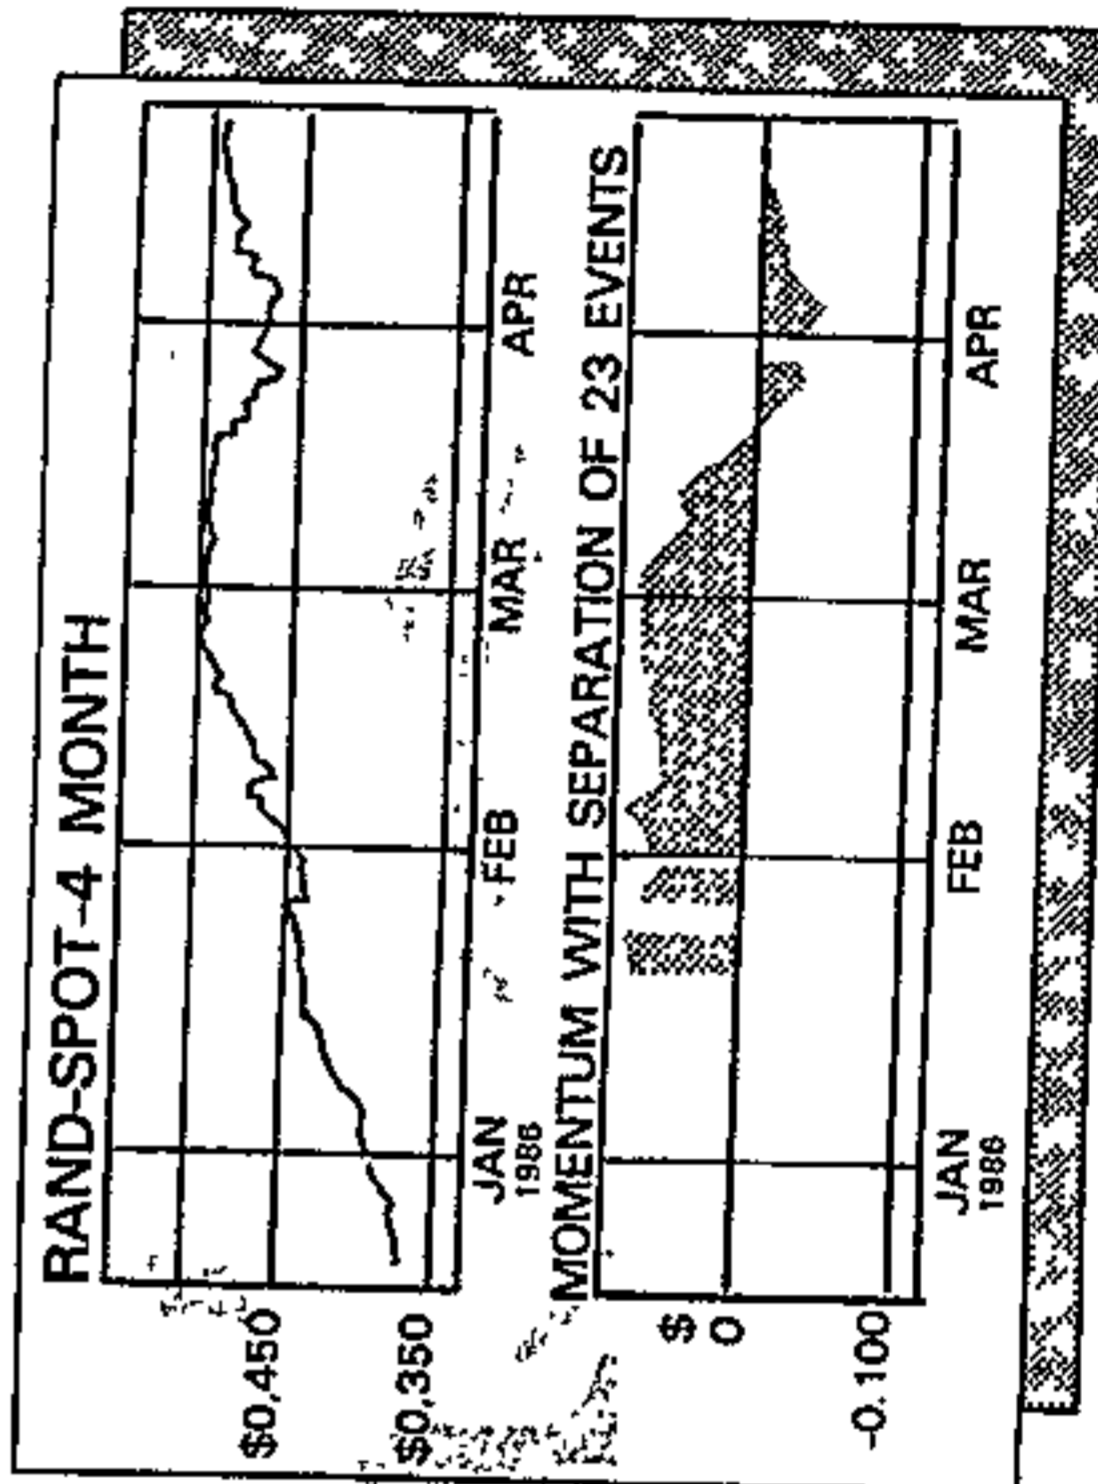 RAND-SPOT-4 MONTH
$0,450
$0,350
JAN FEB MAR APR
1986
MOMENTUM WITH SEPARATION OF 23 EVENTS
$
0
-0.100
JAN FEB MAR APR
1986